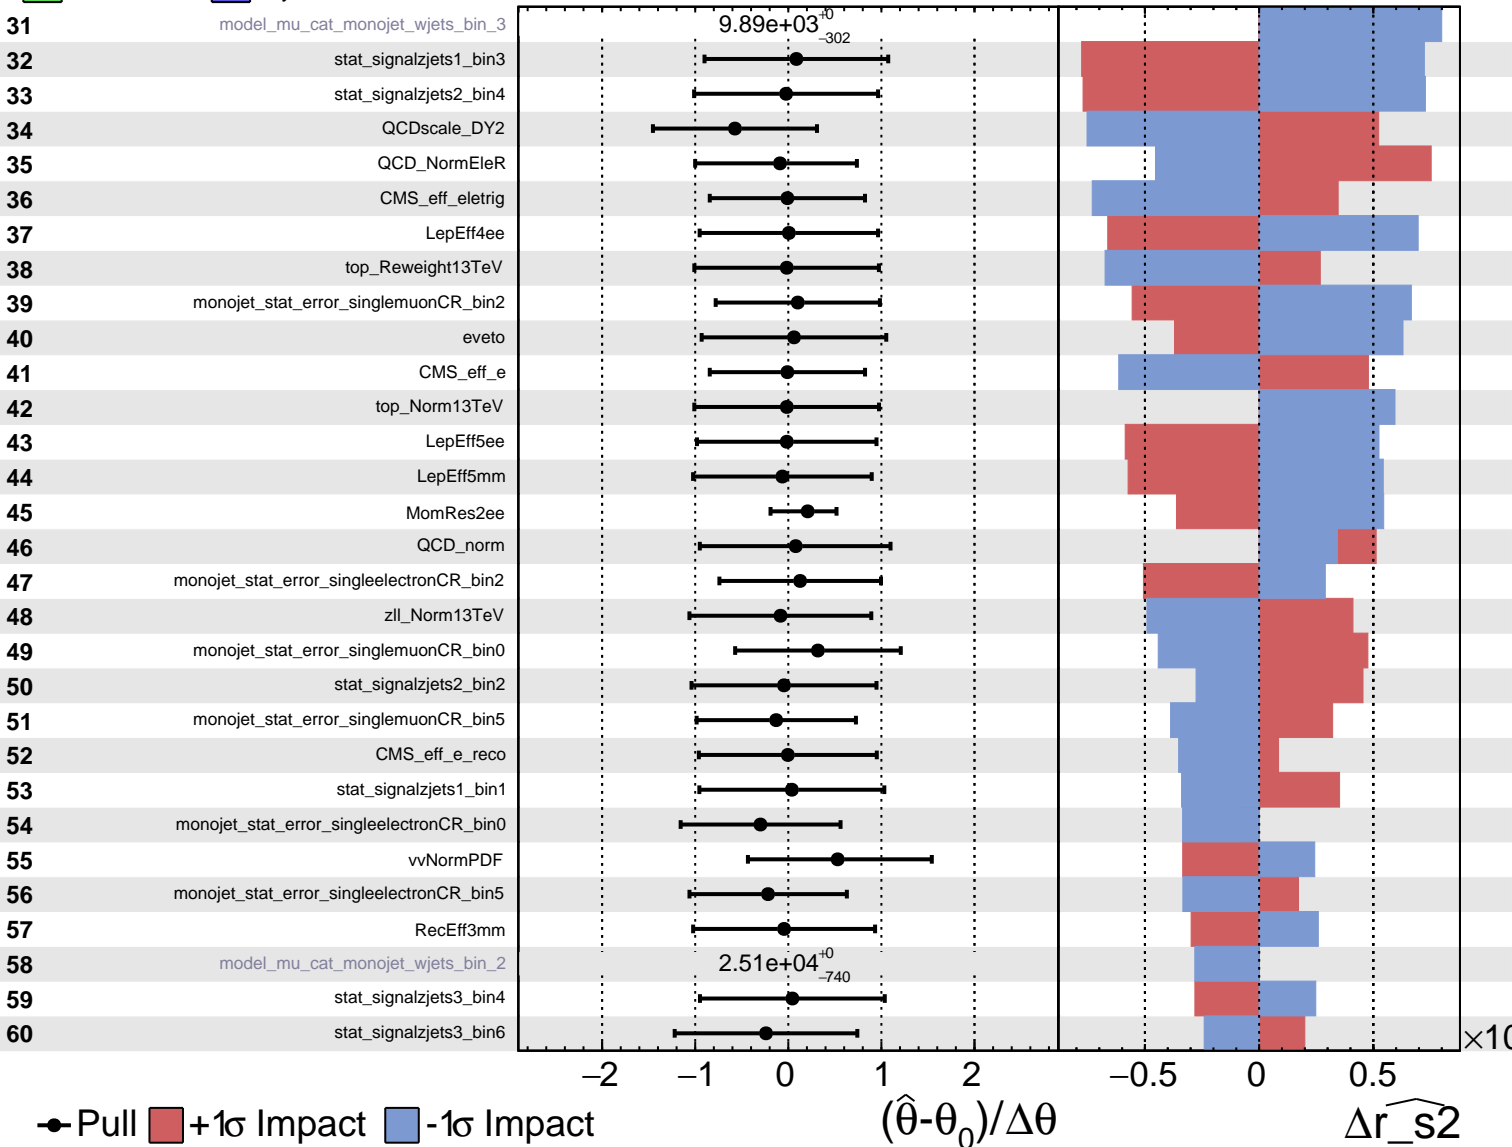 31 model_mu_cat_monojet_wjets_bin_3 9.89e+03 +0 −302
32 stat_signalzjets1_bin3
33 stat_signalzjets2_bin4
34 QCDscale_DY2
35 QCD_NormEleR
36 CMS_eff_eletrig
37 LepEff4ee
38 top_Reweight13TeV
39 monojet_stat_error_singlemuonCR_bin2
40 eveto
41 CMS_eff_e
42 top_Norm13TeV
43 LepEff5ee
44 LepEff5mm
45 MomRes2ee
46 QCD_norm
47 monojet_stat_error_singleelectronCR_bin2
48 zll_Norm13TeV
49 monojet_stat_error_singlemuonCR_bin0
50 stat_signalzjets2_bin2
51 monojet_stat_error_singlemuonCR_bin5
52 CMS_eff_e_reco
53 stat_signalzjets1_bin1
54 monojet_stat_error_singleelectronCR_bin0
55 vvNormPDF
56 monojet_stat_error_singleelectronCR_bin5
57 RecEff3mm
58 model_mu_cat_monojet_wjets_bin_2 2.51e+04 +0 −740
59 stat_signalzjets3_bin4
60 stat_signalzjets3_bin6
×10
−2 −1 0 1 2 −0.5 0 0.5
Pull +1σ Impact -1σ Impact (θ̂-θ₀)/Δθ Δr_s2